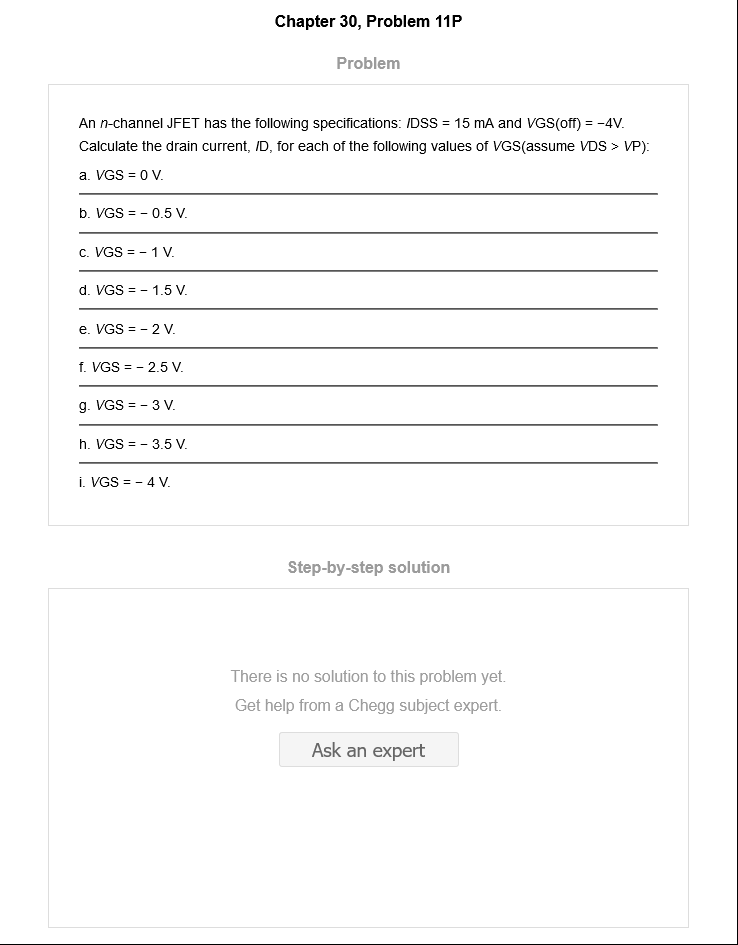 Chapter 30, Problem 11P
Problem
An n-channel JFET has the following specifications: IDSS = 15 mA and VGS(off) = −4V.
Calculate the drain current, ID, for each of the following values of VGS(assume VDS > VP):
a. VGS = 0 V.
b. VGS = − 0.5 V.
c. VGS = − 1 V.
d. VGS = − 1.5 V.
e. VGS = − 2 V.
f. VGS = − 2.5 V.
g. VGS = − 3 V.
h. VGS = − 3.5 V.
i. VGS = − 4 V.
Step-by-step solution
There is no solution to this problem yet.
Get help from a Chegg subject expert.
Ask an expert